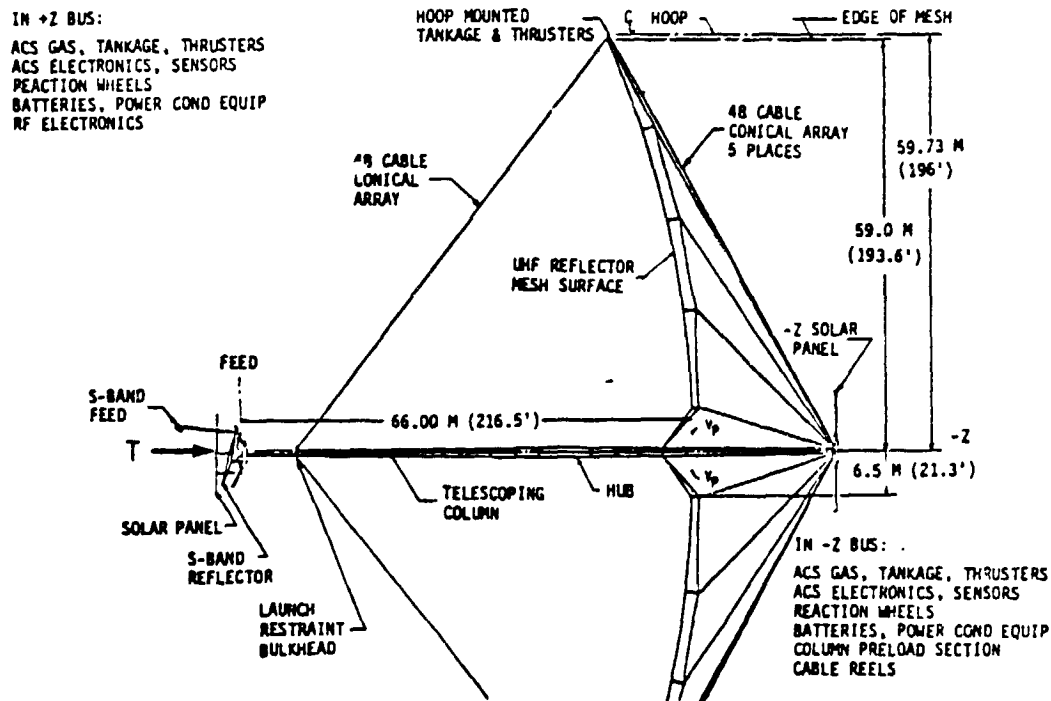 IN +Z BUS:
ACS GAS, TANKAGE, THRUSTERS
ACS ELECTRONICS, SENSORS
REACTION WHEELS
BATTERIES, POWER COND EQUIP
RF ELECTRONICS
HOOP MOUNTED
TANKAGE & THRUSTERS
℄ HOOP
EDGE OF MESH
48 CABLE
CONICAL ARRAY
5 PLACES
59.73 M
(196')
48 CABLE
CONICAL
ARRAY
59.0 M
(193.6')
UHF REFLECTOR
MESH SURFACE
-Z SOLAR
PANEL
FEED
S-BAND
FEED
66.00 M (216.5')
Vp
-Z
T
Vp
6.5 M (21.3')
TELESCOPING
COLUMN
HUB
SOLAR PANEL
S-BAND
REFLECTOR
LAUNCH
RESTRAINT
BULKHEAD
IN -Z BUS:
ACS GAS, TANKAGE, THRUSTERS
ACS ELECTRONICS, SENSORS
REACTION WHEELS
BATTERIES, POWER COND EQUIP
COLUMN PRELOAD SECTION
CABLE REELS